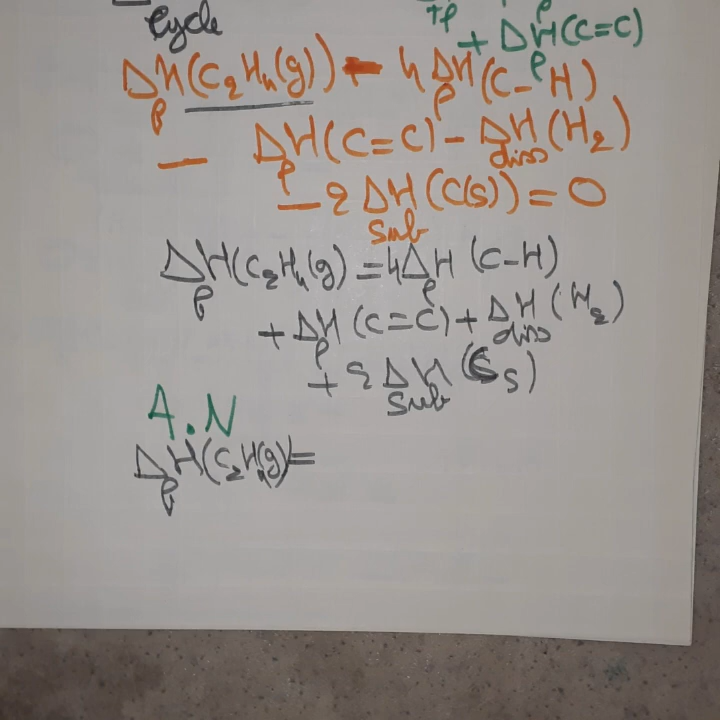 Cycle
+ ΔH(C=C)
ΔfH(C₂H₄(g)) - 4ΔfH(C-H)
- ΔfH(C=C) - ΔdissH(H₂)
- 2ΔsubH(C(s)) = 0
ΔfH(C₂H₄(g) = 4ΔfH(C-H)
+ ΔfH(C=C) + ΔdissH(H₂)
+ 2ΔsubH(Cs)
A.N
ΔfH(C₂H₄(g)) =